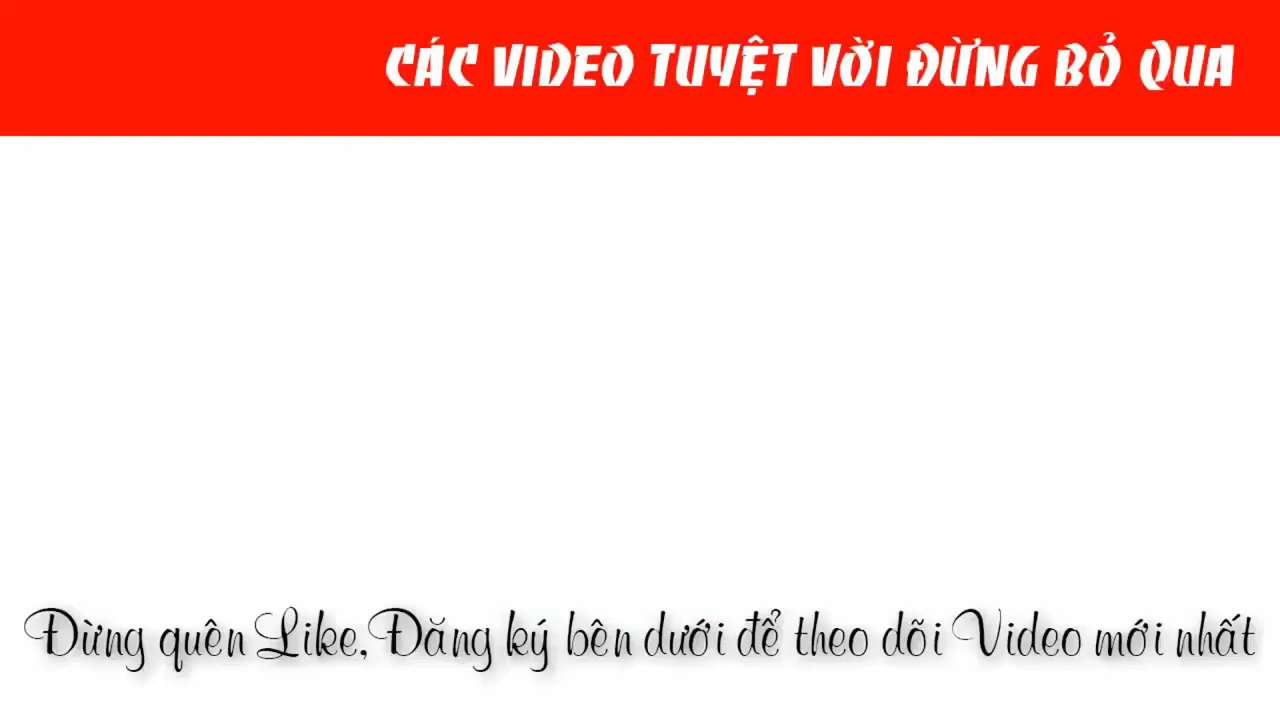 CÁC VIDEO TUYỆT VỜI ĐỪNG BỎ QUA
Đừng quên Like,Đăng ký bên dưới để theo dõi Video mới nhất